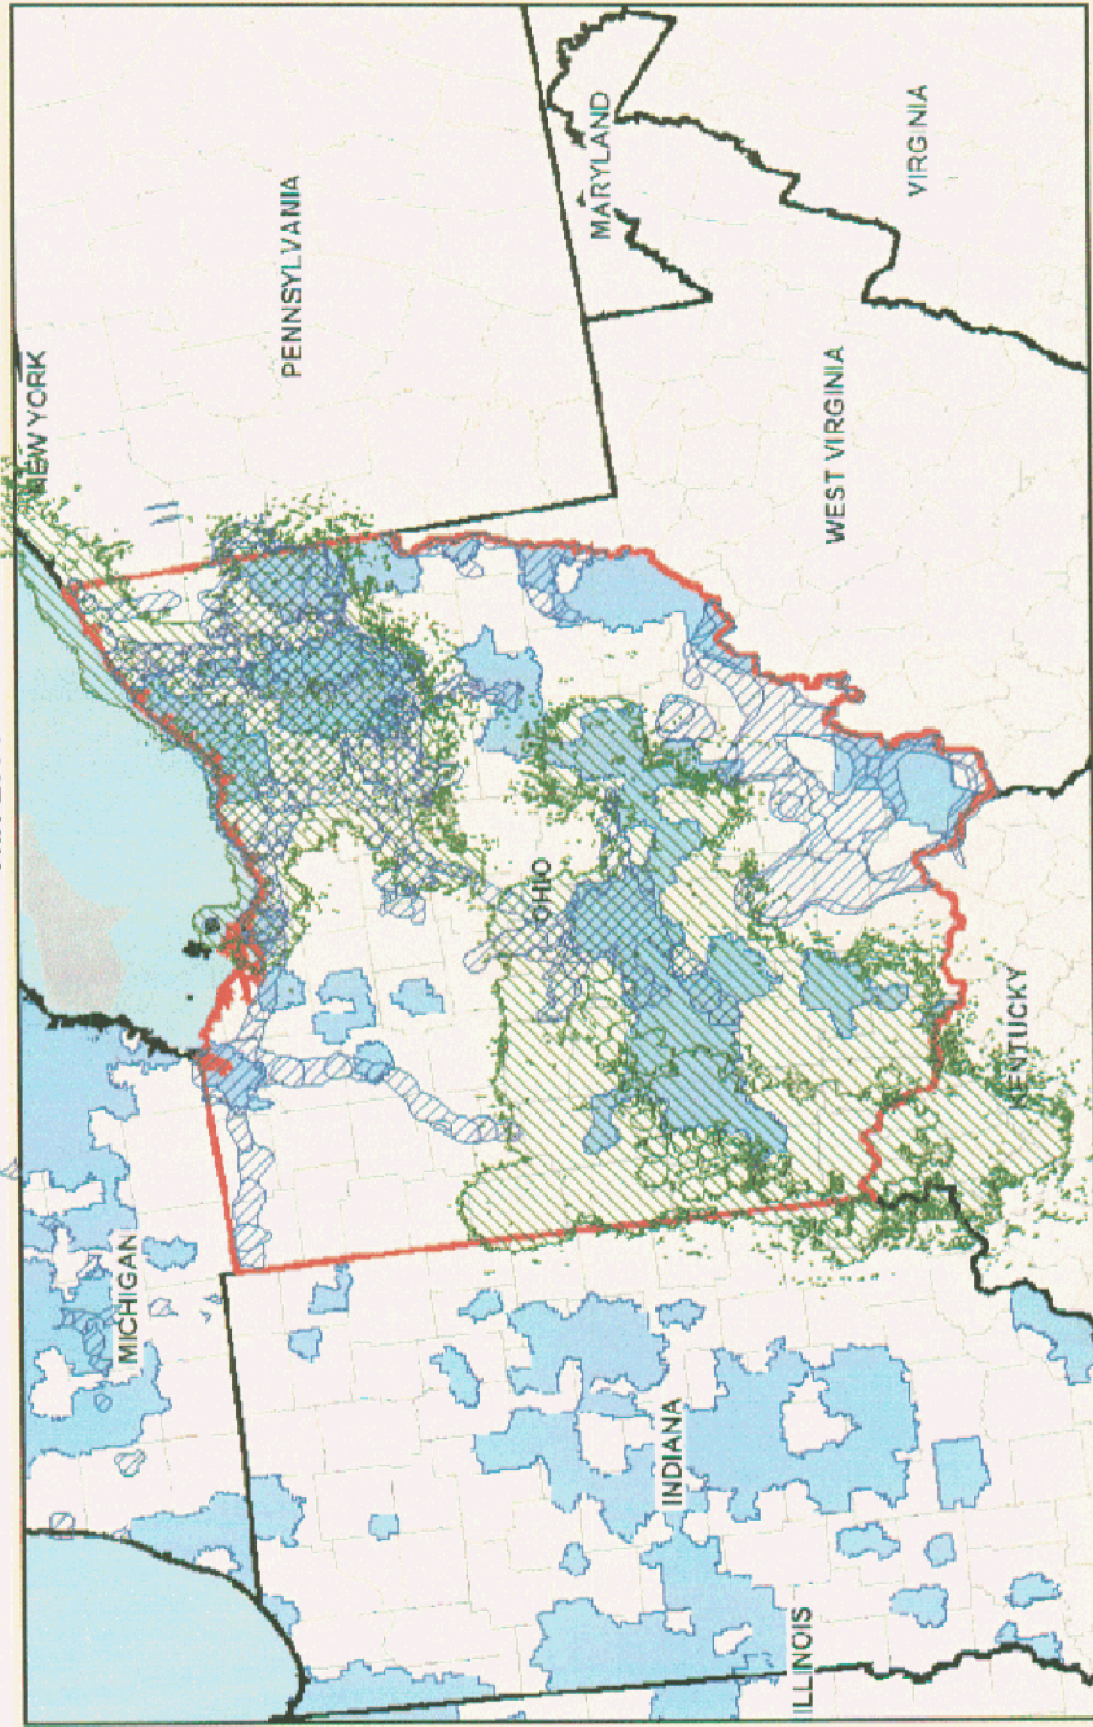 NEW YORK
MICHIGAN
PENNSYLVANIA
OHIO
MARYLAND
INDIANA
ILLINOIS
WEST VIRGINIA
VIRGINIA
KENTUCKY